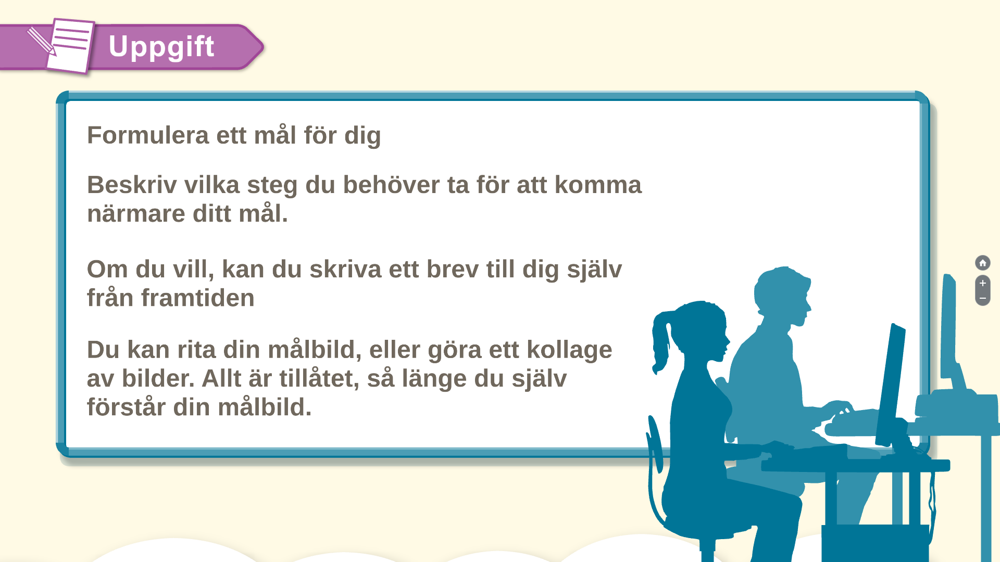 Uppgift
Formulera ett mål för dig
Beskriv vilka steg du behöver ta för att komma
närmare ditt mål.
Om du vill, kan du skriva ett brev till dig själv
från framtiden
Du kan rita din målbild, eller göra ett kollage
av bilder. Allt är tillåtet, så länge du själv
förstår din målbild.